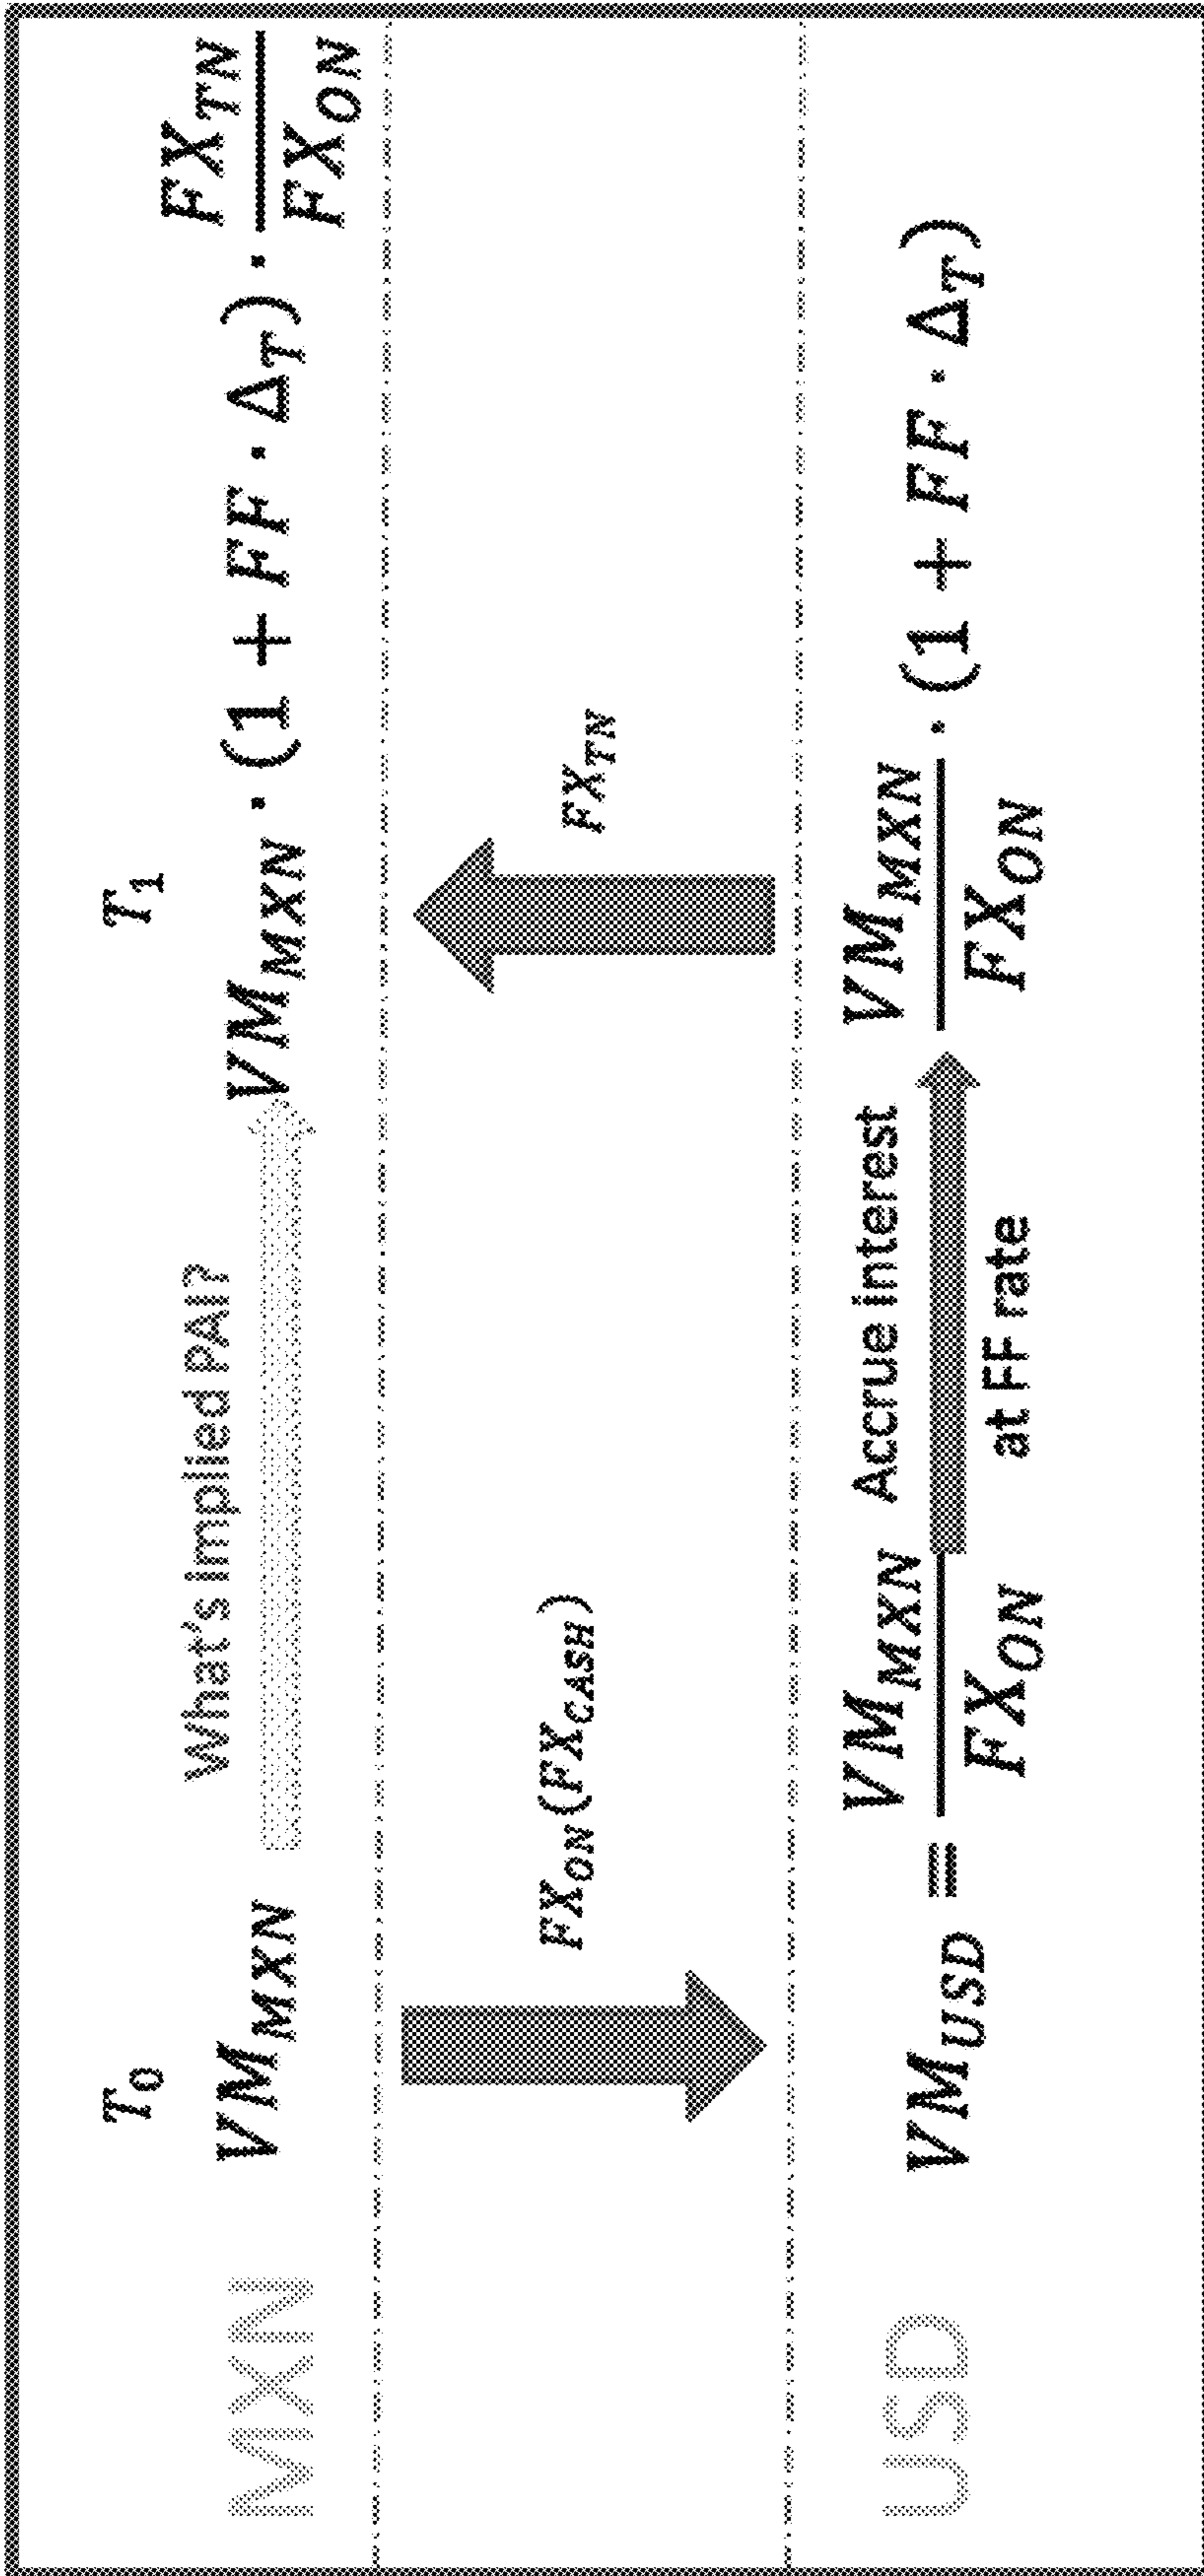 T₀ T₁
MXN VM_MXN What's Implied PAI? VM_MXN · (1 + FF · Δ_T) · FX_TN / FX_ON
FX_ON(FX_CASH) FX_TN
USD VM_USD = VM_MXN / FX_ON Accrue interest at FF rate VM_MXN / FX_ON · (1 + FF · Δ_T)